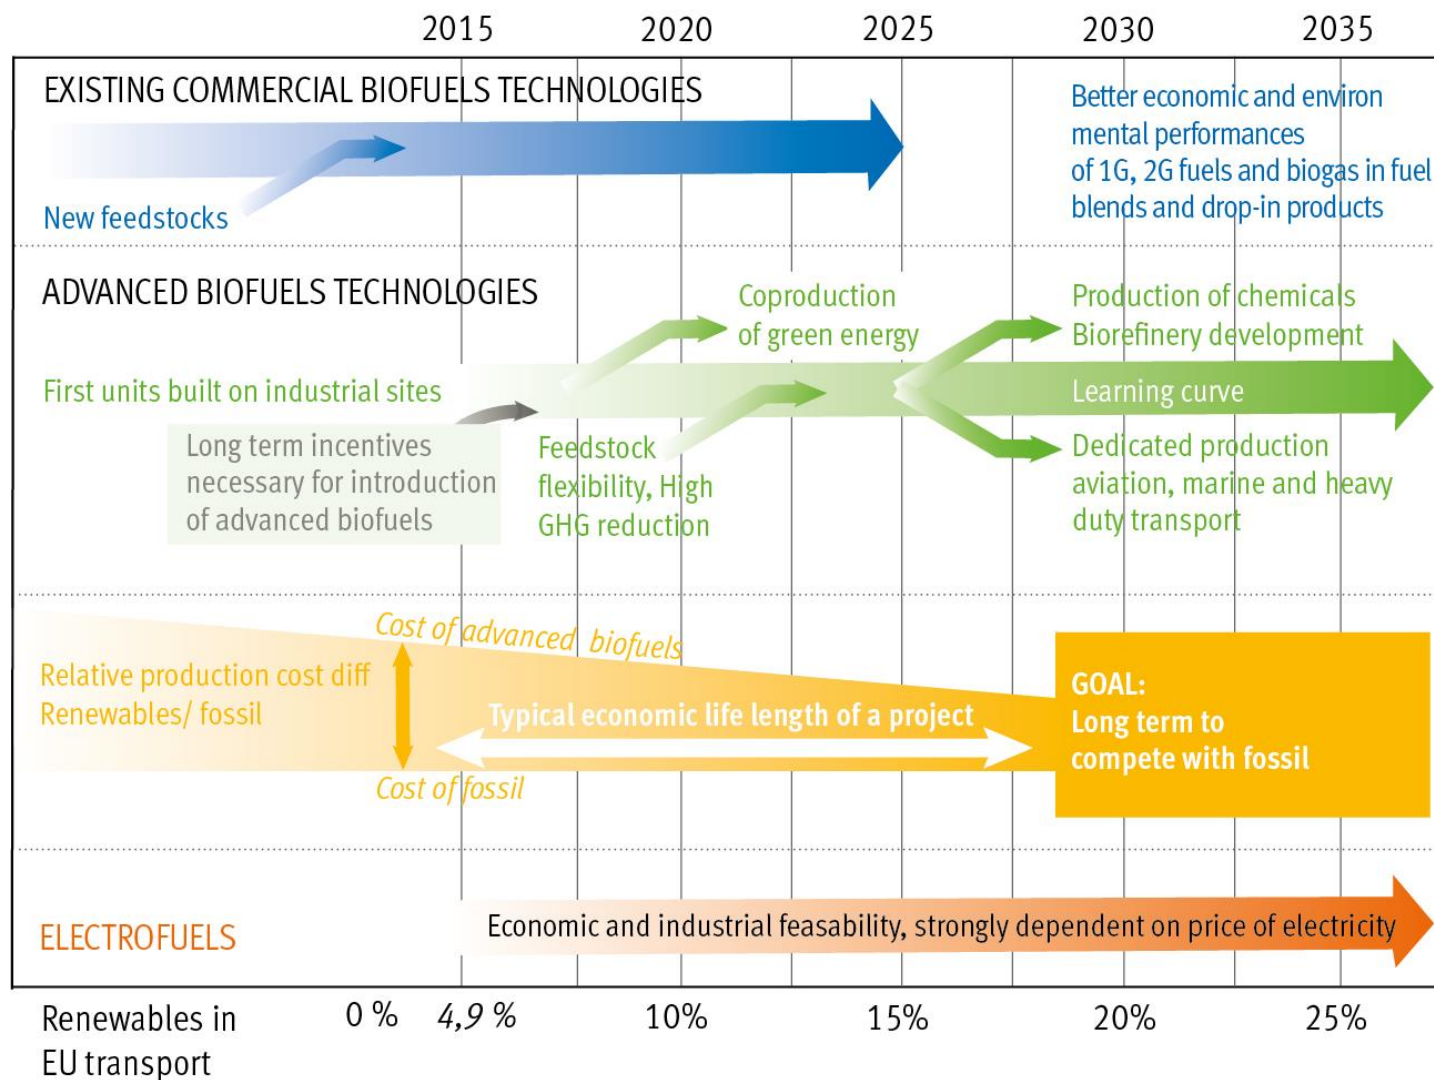 2015 2020 2025 2030 2035
EXISTING COMMERCIAL BIOFUELS TECHNOLOGIES
New feedstocks
Better economic and environ
mental performances
of 1G, 2G fuels and biogas in fuel
blends and drop-in products
ADVANCED BIOFUELS TECHNOLOGIES
Coproduction
of green energy
Production of chemicals
Biorefinery development
First units built on industrial sites
Learning curve
Long term incentives
necessary for introduction
of advanced biofuels
Feedstock
flexibility, High
GHG reduction
Dedicated production
aviation, marine and heavy
duty transport
Cost of advanced biofuels
Relative production cost diff
Renewables/ fossil
Typical economic life length of a project
Cost of fossil
GOAL:
Long term to
compete with fossil
ELECTROFUELS
Economic and industrial feasability, strongly dependent on price of electricity
Renewables in
EU transport
0 % 4,9 % 10% 15% 20% 25%